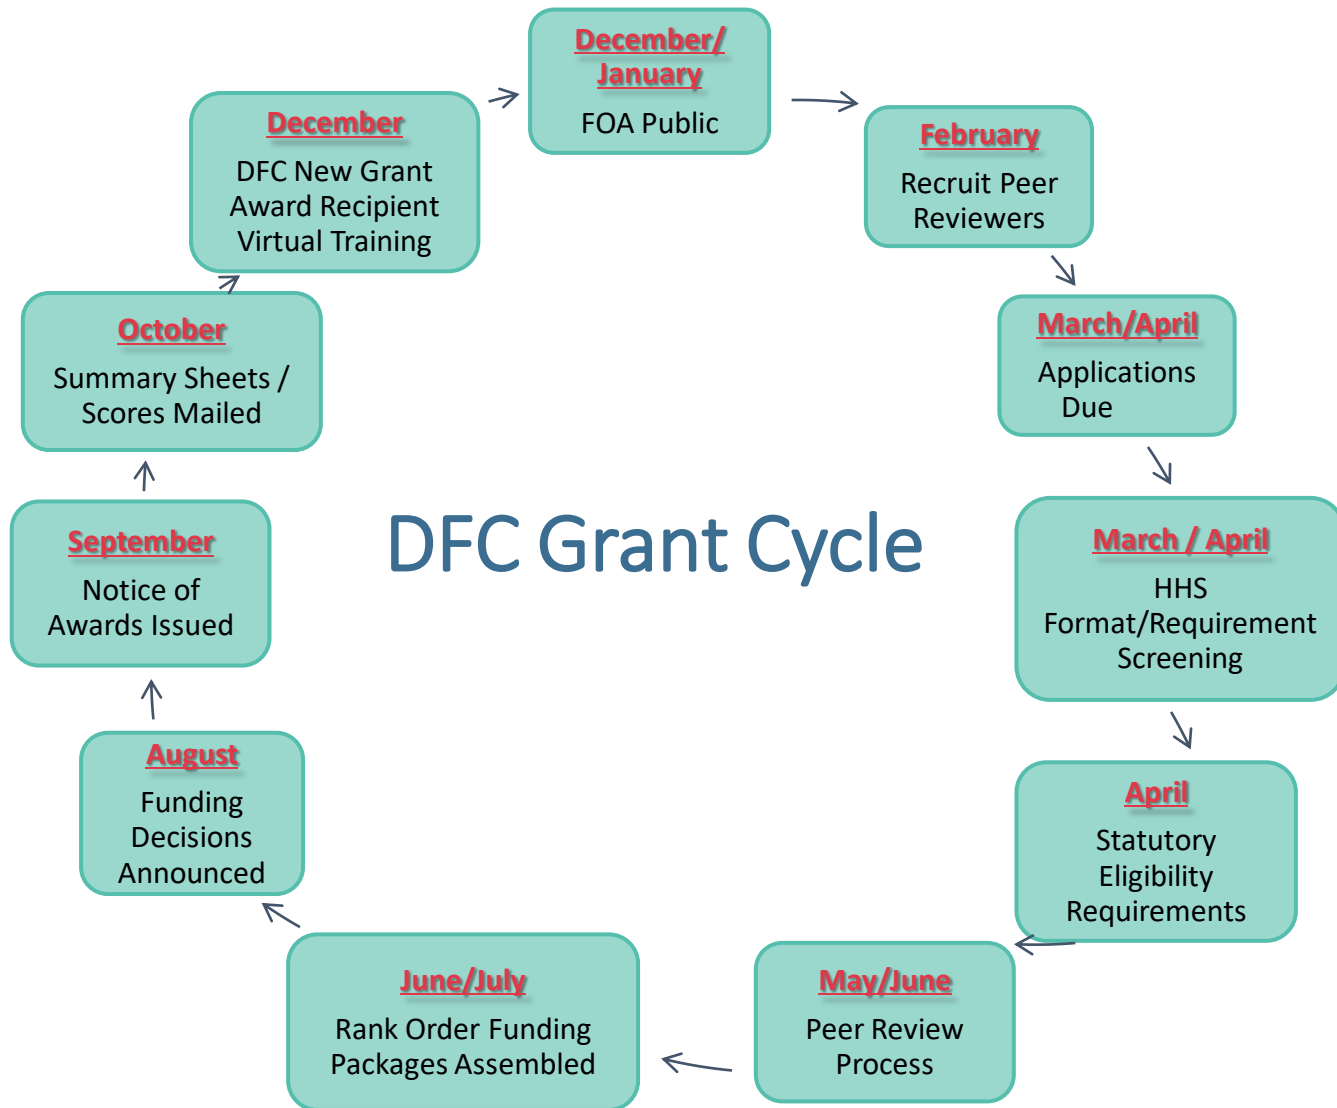 December/
January
FOA Public
February
Recruit Peer
Reviewers
March/April
Applications
Due
March / April
HHS
Format/Requirement
Screening
April
Statutory
Eligibility
Requirements
May/June
Peer Review
Process
June/July
Rank Order Funding
Packages Assembled
August
Funding
Decisions
Announced
September
Notice of
Awards Issued
October
Summary Sheets /
Scores Mailed
December
DFC New Grant
Award Recipient
Virtual Training
DFC Grant Cycle